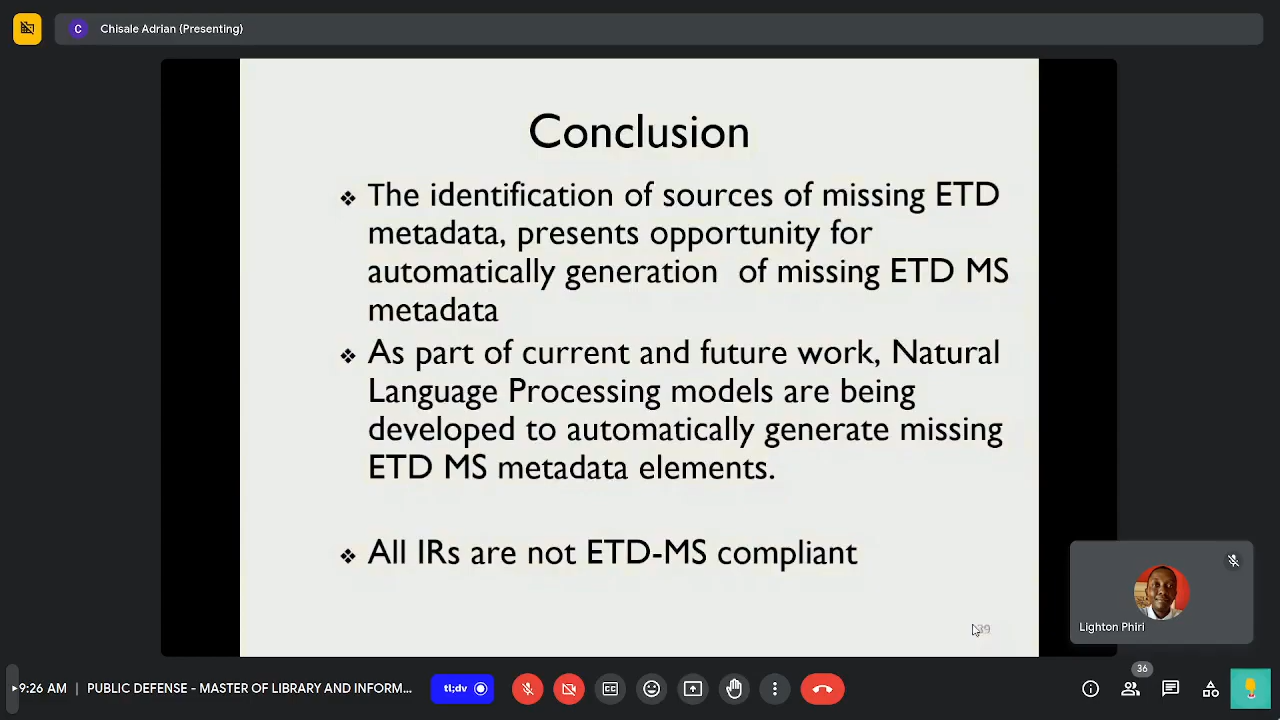 C Chisale Adrian (Presenting)
Conclusion
❖ The identification of sources of missing ETD
metadata, presents opportunity for
automatically generation of missing ETD MS
metadata
❖ As part of current and future work, Natural
Language Processing models are being
developed to automatically generate missing
ETD MS metadata elements.
❖ All IRs are not ETD-MS compliant
39
Lighton Phiri
9:26 AM | PUBLIC DEFENSE - MASTER OF LIBRARY AND INFORM...
tl;dv
CC
36